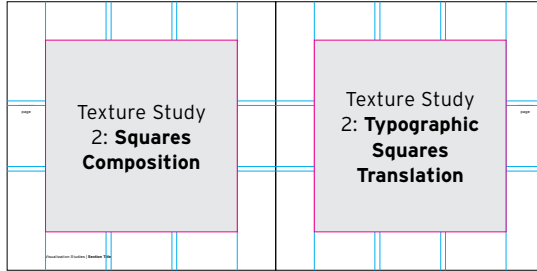 page
Texture Study
2: Squares
Composition
Visualization Studies | Section Title
Texture Study
2: Typographic
Squares
Translation
page